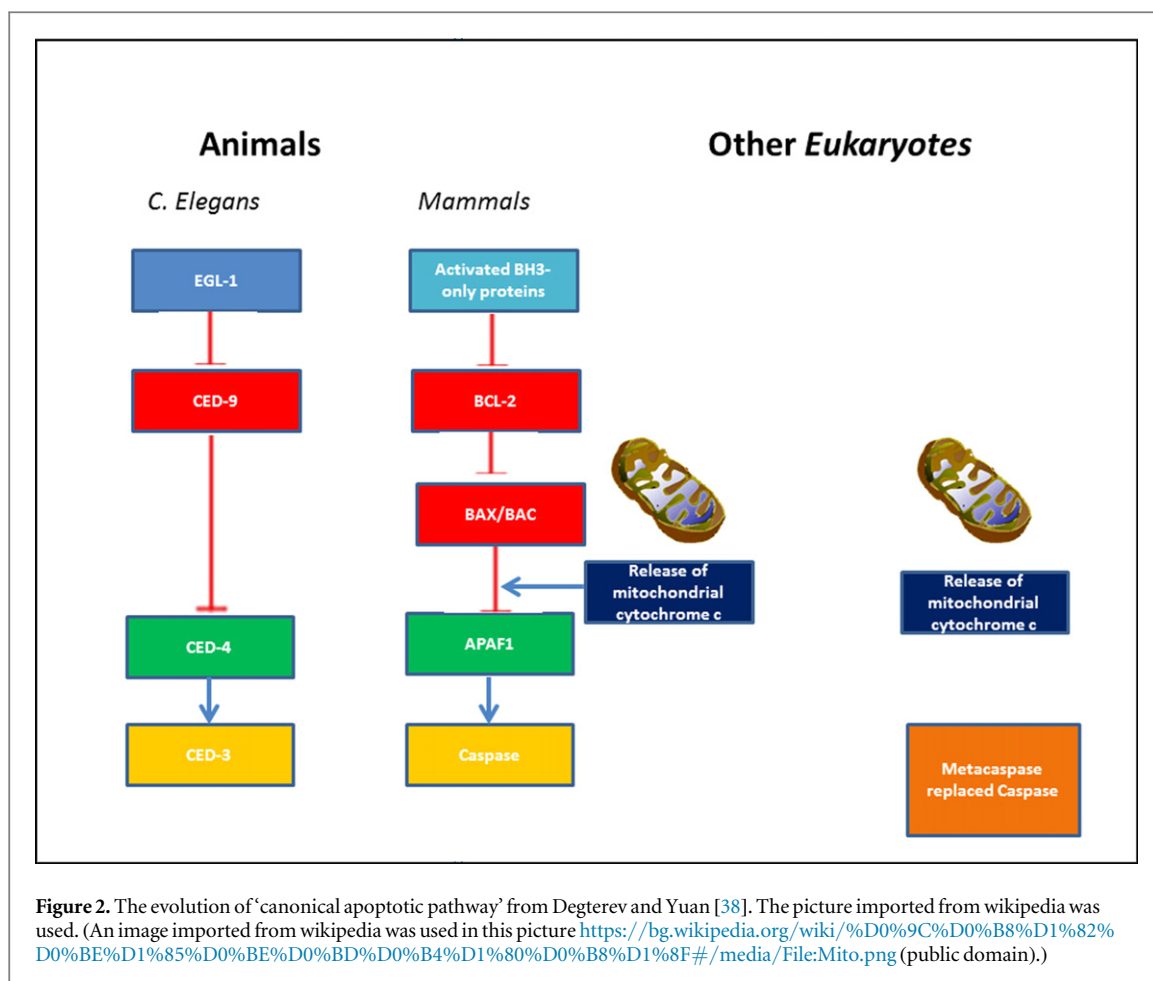 Animals
Other Eukaryotes
C. Elegans
Mammals
EGL-1
Activated BH3-
only proteins
CED-9
BCL-2
BAX/BAC
Release of
mitochondrial
cytochrome c
Release of
mitochondrial
cytochrome c
CED-4
APAF1
CED-3
Caspase
Metacaspase
replaced Caspase
Figure 2. The evolution of ‘canonical apoptotic pathway’ from Degterev and Yuan [38]. The picture imported from wikipedia was
used. (An image imported from wikipedia was used in this picture https://bg.wikipedia.org/wiki/%D0%9C%D0%B8%D1%82%
D0%BE%D1%85%D0%BE%D0%BD%D0%B4%D1%80%D0%B8%D1%8F#/media/File:Mito.png (public domain).)